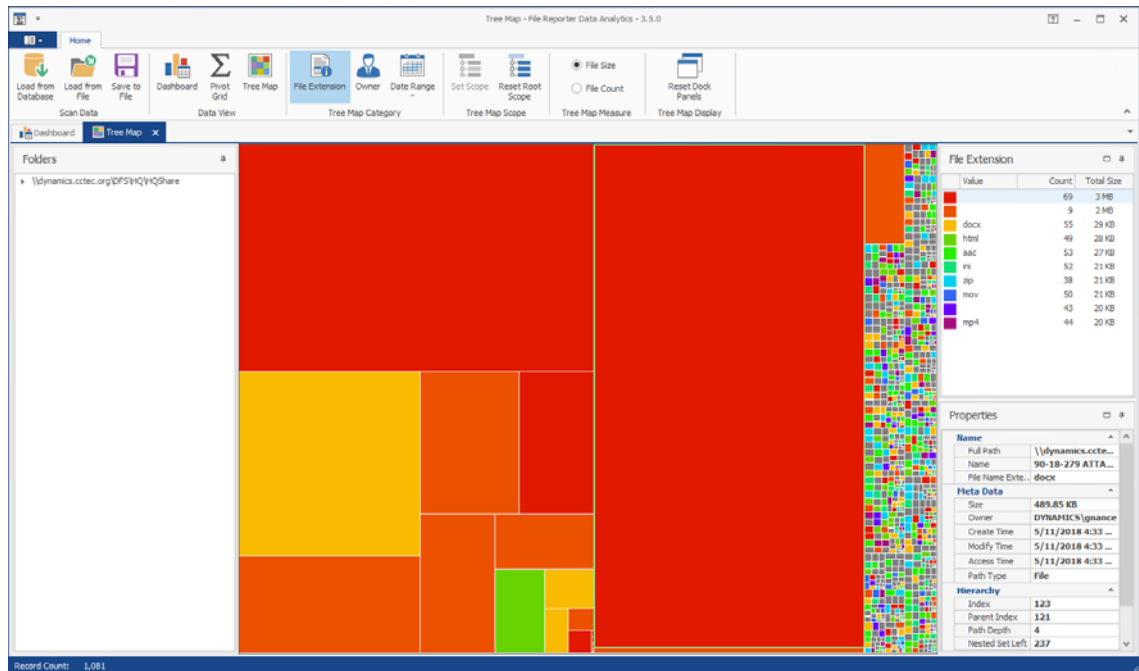 Tree Map - File Reporter Data Analytics - 3.5.0
Home
Load from Database
Load from File
Save to File
Dashboard
Pivot Grid
Tree Map
File Extension
Owner
Date Range
Set Scope
Reset Root Scope
File Size
File Count
Reset Dock Panels
Scan Data
Data View
Tree Map Category
Tree Map Scope
Tree Map Measure
Tree Map Display
Dashboard
Tree Map
Folders
\\dynamics.cctec.org\DFS\HQ\HQShare
File Extension
Value Count Total Size
69 3 MB
9 2 MB
docx 55 29 KB
html 49 28 KB
aac 53 27 KB
ini 52 21 KB
zip 38 21 KB
mov 50 21 KB
43 20 KB
mp4 44 20 KB
Properties
Name
Full Path \\dynamics.ccte...
Name 90-18-279 ATTA...
File Name Exte... docx
Meta Data
Size 489.85 KB
Owner DYNAMICS\gnance
Create Time 5/11/2018 4:33 ...
Modify Time 5/11/2018 4:33 ...
Access Time 5/11/2018 4:33 ...
Path Type File
Hierarchy
Index 123
Parent Index 121
Path Depth 4
Nested Set Left 237
Record Count: 1,081